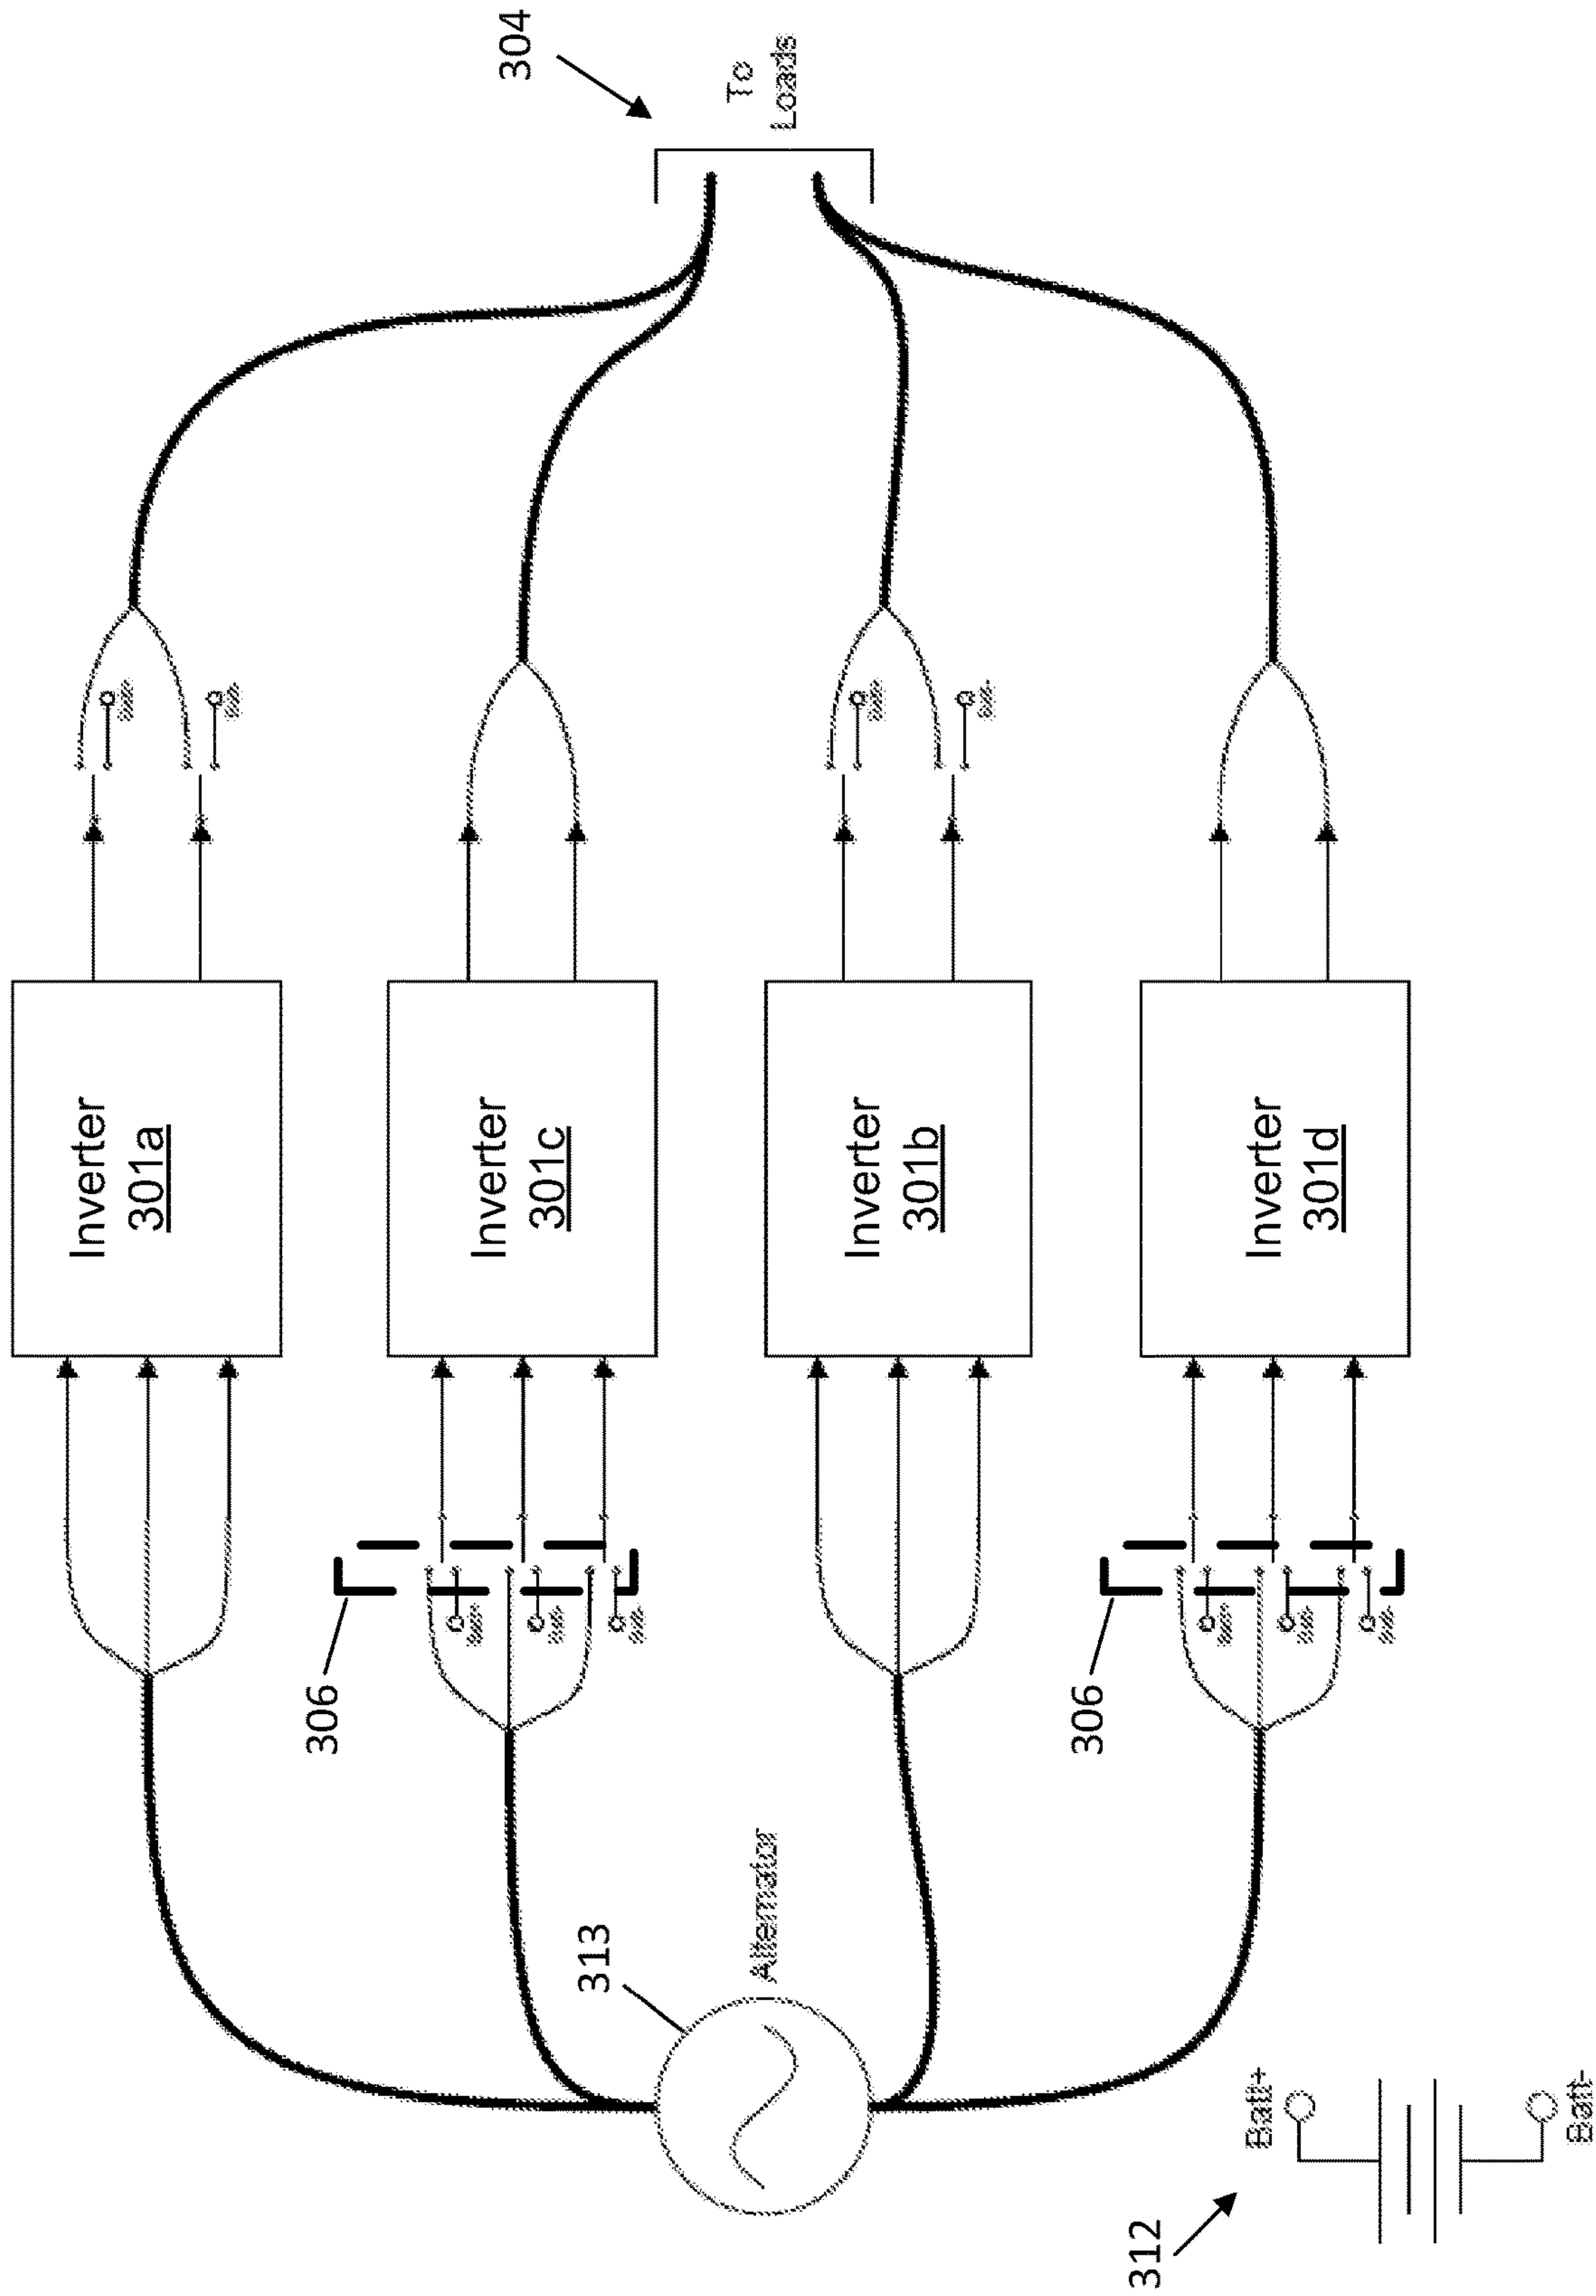 304
To
Loads
Inverter
301a
Inverter
301c
Inverter
301b
Inverter
301d
306
306
313
Alternator
312
Batt+
Batt-